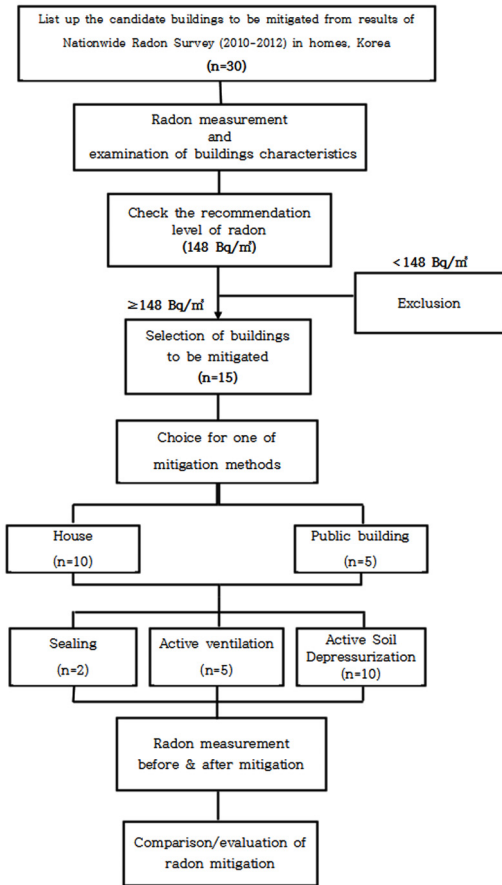 List up the candidate buildings to be mitigated from results of
Nationwide Radon Survey (2010-2012) in homes, Korea
(n=30)
Radon measurement
and
examination of buildings characteristics
Check the recommendation
level of radon
(148 Bq/㎥)
<148 Bq/㎥
≥148 Bq/㎥
Exclusion
Selection of buildings
to be mitigated
(n=15)
Choice for one of
mitigation methods
House
(n=10)
Public building
(n=5)
Sealing
(n=2)
Active ventilation
(n=5)
Active Soil
Depressurization
(n=10)
Radon measurement
before & after mitigation
Comparison/evaluation of
radon mitigation